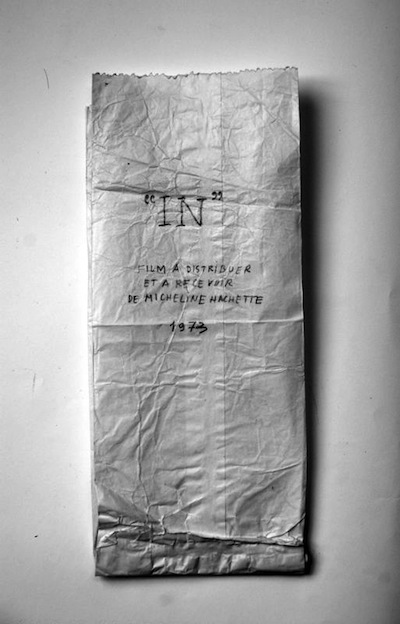 "IN"
FILM À DISTRIBUER
ET A RECEVOIR
DE MICHELINE HACHETTE
1973